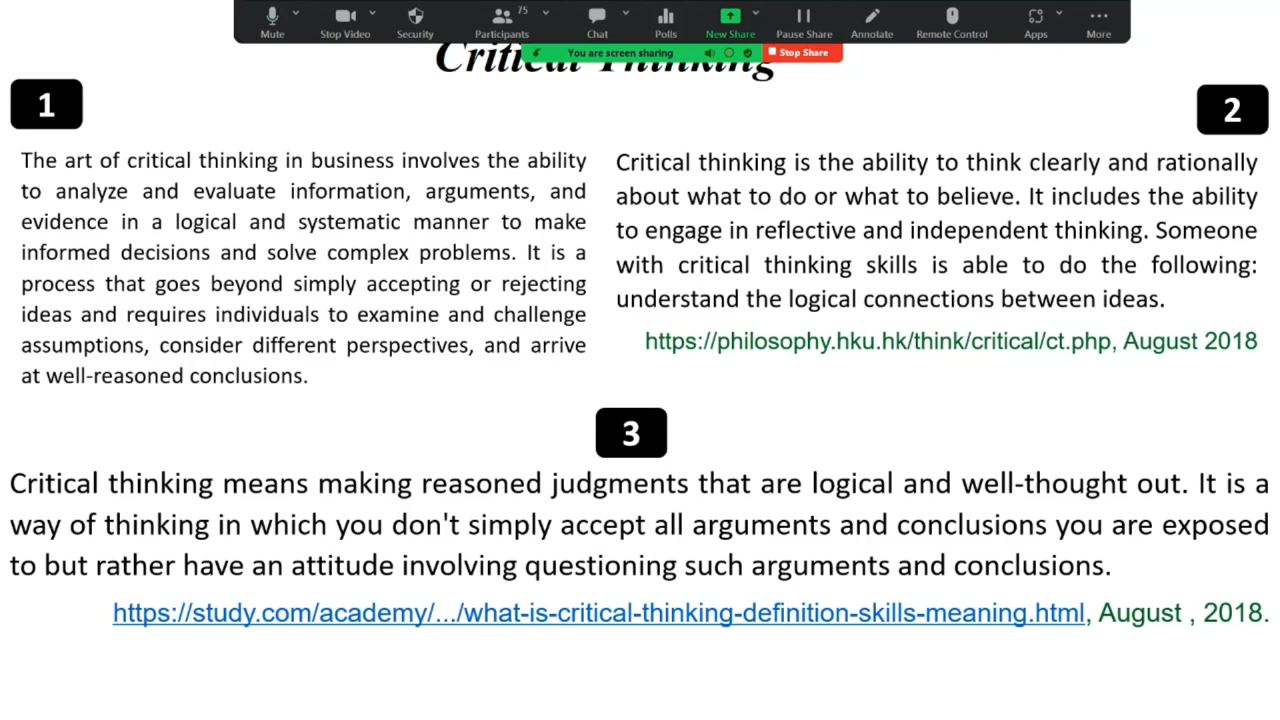 Mute
Stop Video
Security
Participants
75
Chat
Polls
New Share
Pause Share
Annotate
Remote Control
Apps
More
You are screen sharing
Stop Share
Critical Thinking
1
The art of critical thinking in business involves the ability
to analyze and evaluate information, arguments, and
evidence in a logical and systematic manner to make
informed decisions and solve complex problems. It is a
process that goes beyond simply accepting or rejecting
ideas and requires individuals to examine and challenge
assumptions, consider different perspectives, and arrive
at well-reasoned conclusions.
2
Critical thinking is the ability to think clearly and rationally
about what to do or what to believe. It includes the ability
to engage in reflective and independent thinking. Someone
with critical thinking skills is able to do the following:
understand the logical connections between ideas.
https://philosophy.hku.hk/think/critical/ct.php, August 2018
3
Critical thinking means making reasoned judgments that are logical and well-thought out. It is a
way of thinking in which you don't simply accept all arguments and conclusions you are exposed
to but rather have an attitude involving questioning such arguments and conclusions.
https://study.com/academy/.../what-is-critical-thinking-definition-skills-meaning.html, August , 2018.